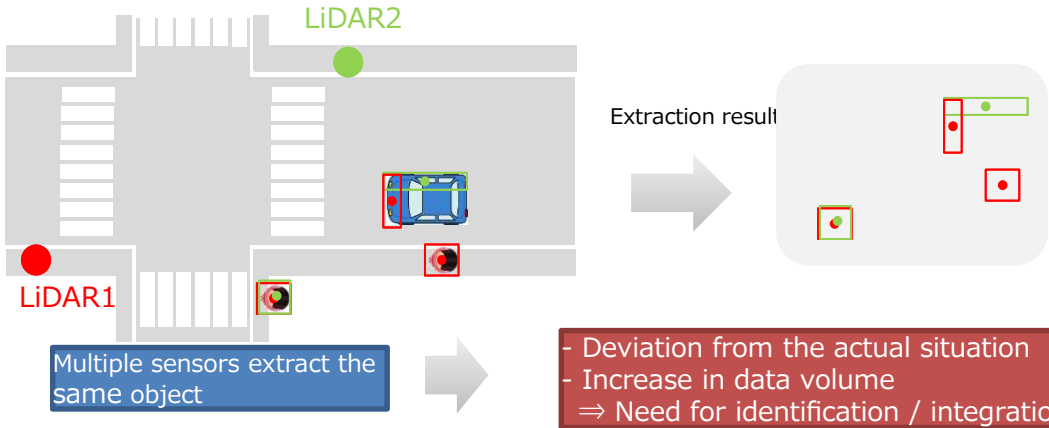 LiDAR2
Extraction result
LiDAR1
Multiple sensors extract the
same object
- Deviation from the actual situation
- Increase in data volume
⇒ Need for identification / integratio